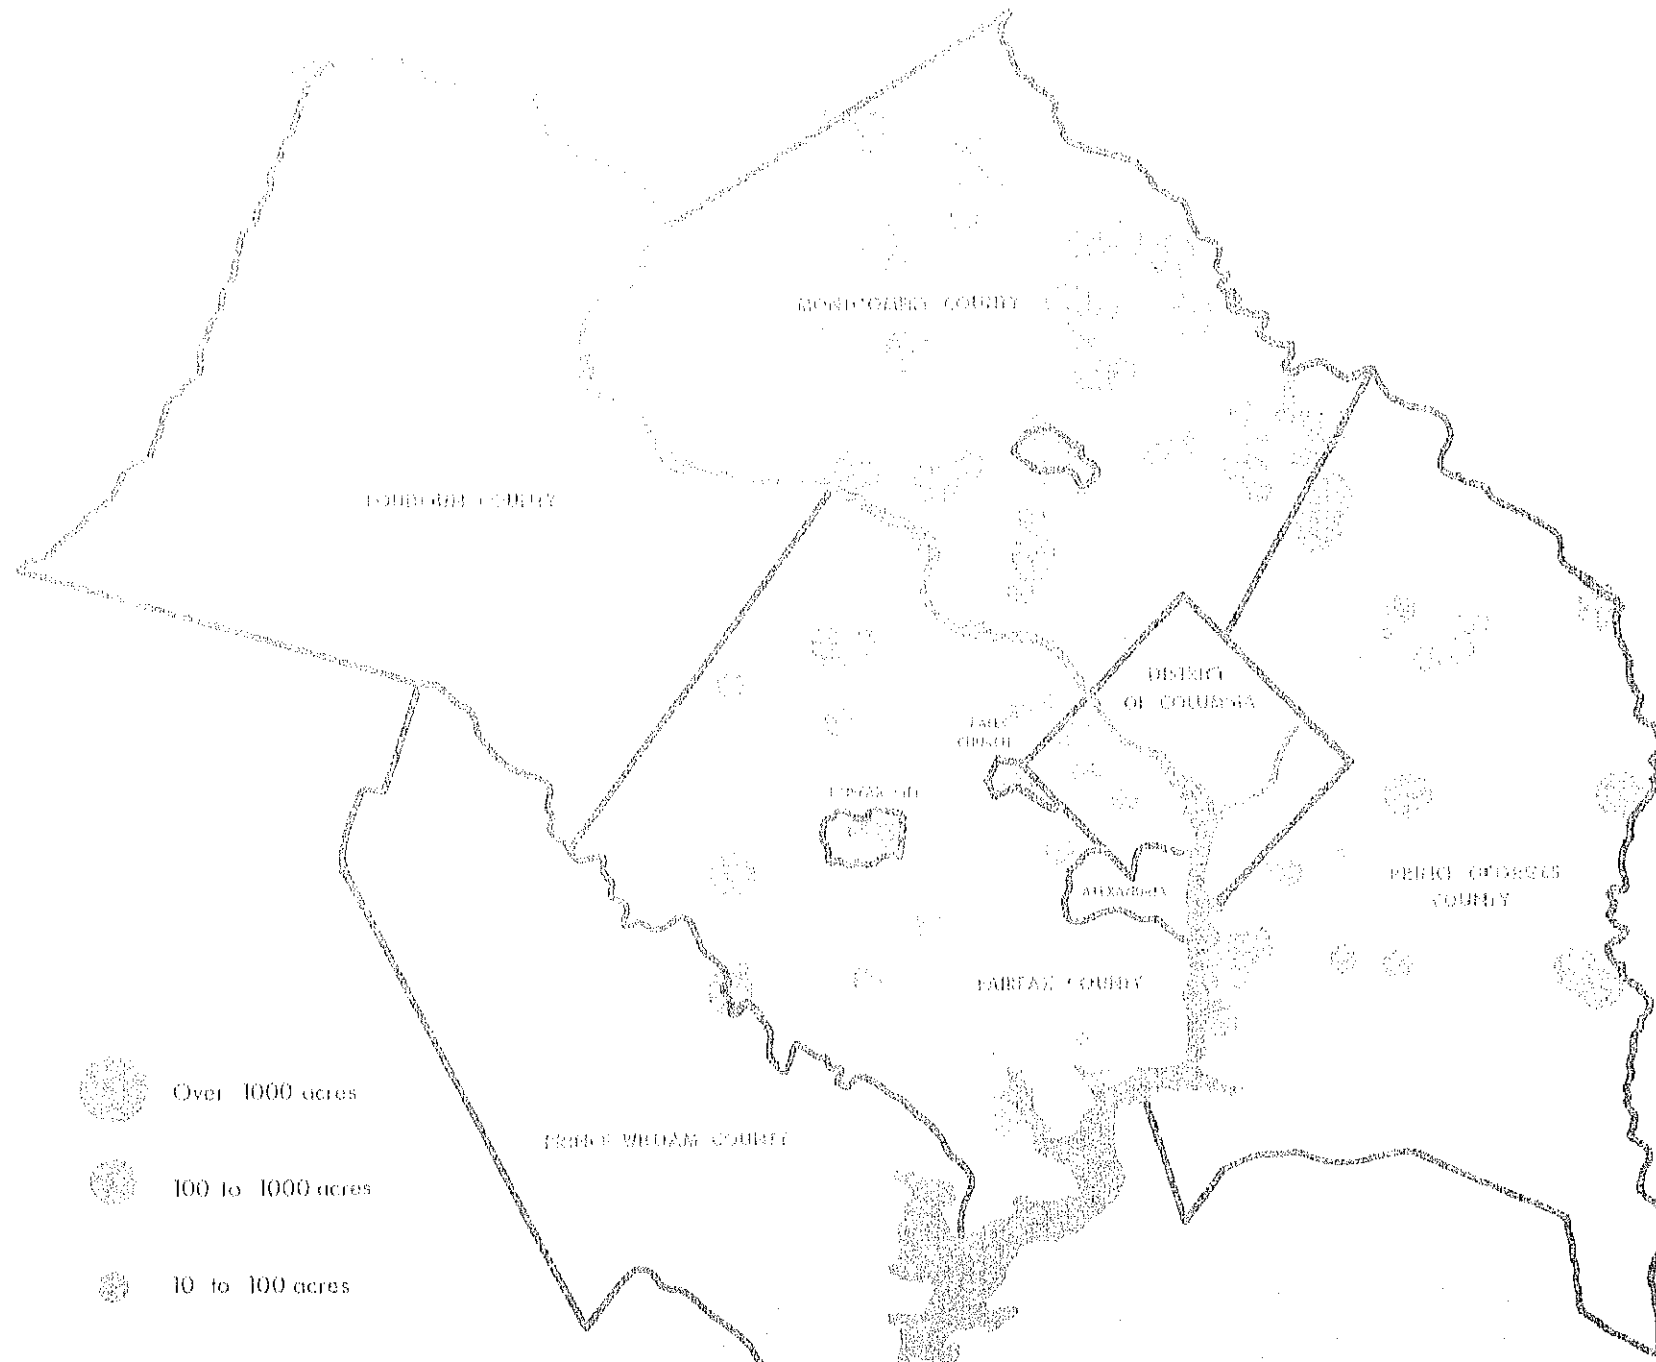 MONTGOMERY COUNTY
LOUDOUN COUNTY
DISTRICT
OF COLUMBIA
FALLS
CHURCH
FAIRFAX CITY
PRINCE GEORGES
COUNTY
ALEXANDRIA
FAIRFAX COUNTY
Over 1000 acres
PRINCE WILLIAM COUNTY
100 to 1000 acres
10 to 100 acres